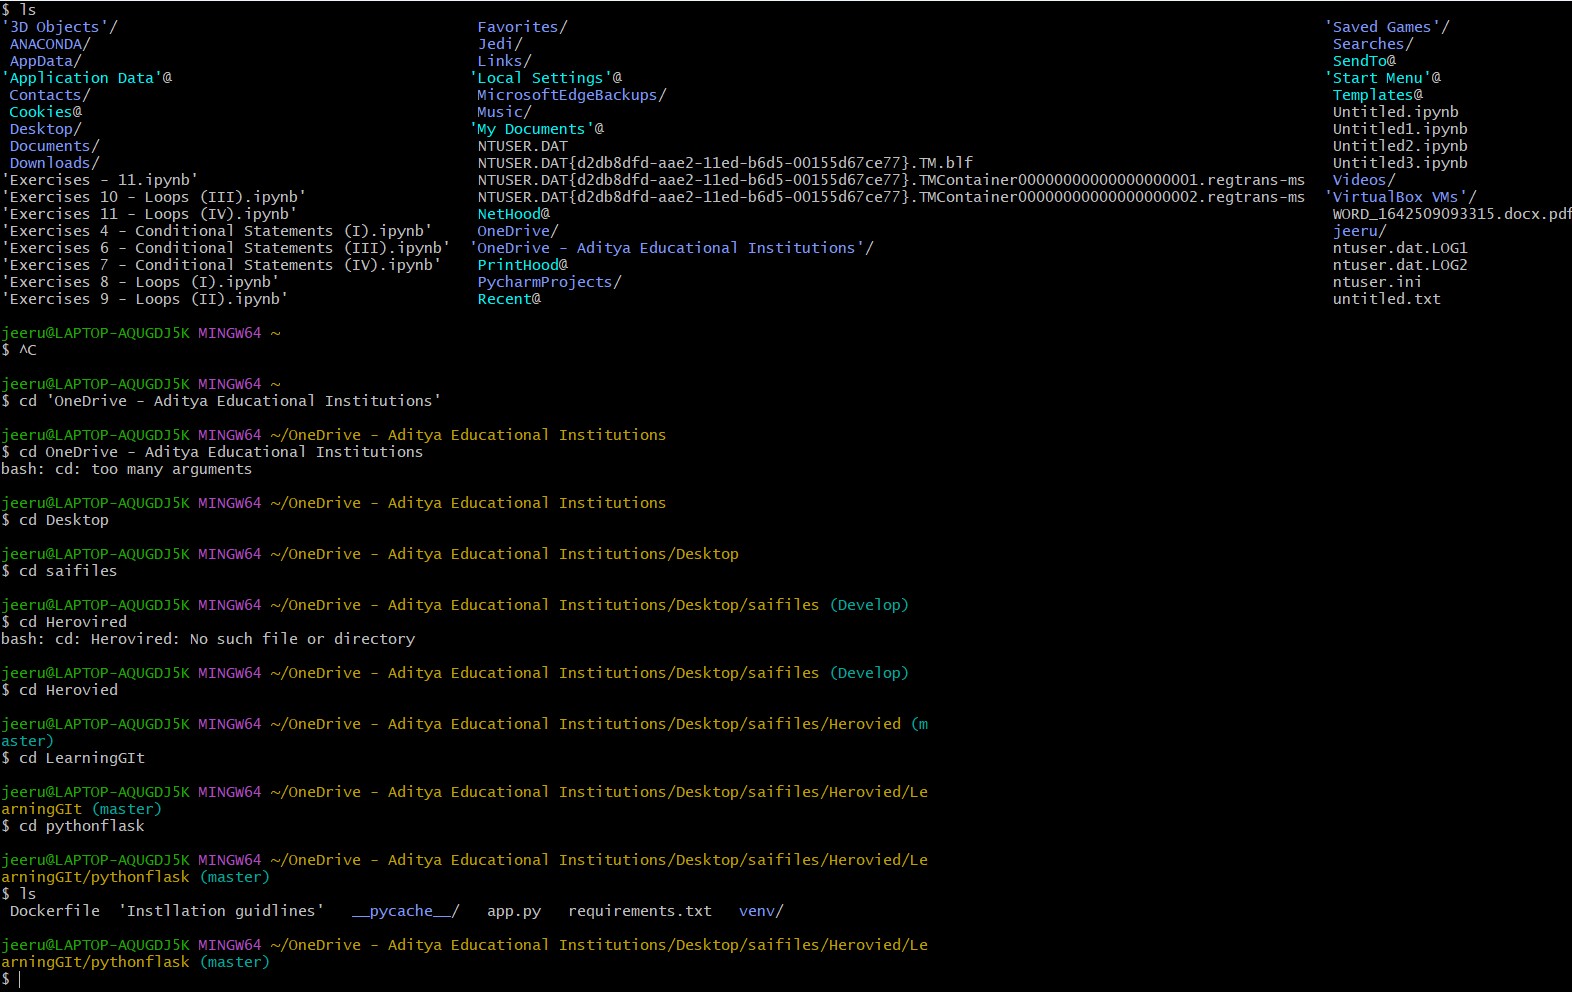 $ ls
'3D Objects'/ Favorites/ 'Saved Games'/
ANACONDA/ Jedi/ Searches/
AppData/ Links/ SendTo@
'Application Data'@ 'Local Settings'@ 'Start Menu'@
Contacts/ MicrosoftEdgeBackups/ Templates@
Cookies@ Music/ Untitled.ipynb
Desktop/ 'My Documents'@ Untitled1.ipynb
Documents/ NTUSER.DAT Untitled2.ipynb
Downloads/ NTUSER.DAT{d2db8dfd-aae2-11ed-b6d5-00155d67ce77}.TM.blf Untitled3.ipynb
'Exercises - 11.ipynb' NTUSER.DAT{d2db8dfd-aae2-11ed-b6d5-00155d67ce77}.TMContainer00000000000000000001.regtrans-ms Videos/
'Exercises 10 - Loops (III).ipynb' NTUSER.DAT{d2db8dfd-aae2-11ed-b6d5-00155d67ce77}.TMContainer00000000000000000002.regtrans-ms 'VirtualBox VMs'/
'Exercises 11 - Loops (IV).ipynb' NetHood@ WORD_1642509093315.docx.pdf
'Exercises 4 - Conditional Statements (I).ipynb' OneDrive/ jeeru/
'Exercises 6 - Conditional Statements (III).ipynb' 'OneDrive - Aditya Educational Institutions'/ ntuser.dat.LOG1
'Exercises 7 - Conditional Statements (IV).ipynb' PrintHood@ ntuser.dat.LOG2
'Exercises 8 - Loops (I).ipynb' PycharmProjects/ ntuser.ini
'Exercises 9 - Loops (II).ipynb' Recent@ untitled.txt
jeeru@LAPTOP-AQUGDJ5K MINGW64 ~
$ ^C
jeeru@LAPTOP-AQUGDJ5K MINGW64 ~
$ cd 'OneDrive - Aditya Educational Institutions'
jeeru@LAPTOP-AQUGDJ5K MINGW64 ~/OneDrive - Aditya Educational Institutions
$ cd OneDrive - Aditya Educational Institutions
bash: cd: too many arguments
jeeru@LAPTOP-AQUGDJ5K MINGW64 ~/OneDrive - Aditya Educational Institutions
$ cd Desktop
jeeru@LAPTOP-AQUGDJ5K MINGW64 ~/OneDrive - Aditya Educational Institutions/Desktop
$ cd saifiles
jeeru@LAPTOP-AQUGDJ5K MINGW64 ~/OneDrive - Aditya Educational Institutions/Desktop/saifiles (Develop)
$ cd Herovired
bash: cd: Herovired: No such file or directory
jeeru@LAPTOP-AQUGDJ5K MINGW64 ~/OneDrive - Aditya Educational Institutions/Desktop/saifiles (Develop)
$ cd Herovied
jeeru@LAPTOP-AQUGDJ5K MINGW64 ~/OneDrive - Aditya Educational Institutions/Desktop/saifiles/Herovied (m
aster)
$ cd LearningGIt
jeeru@LAPTOP-AQUGDJ5K MINGW64 ~/OneDrive - Aditya Educational Institutions/Desktop/saifiles/Herovied/Le
arningGIt (master)
$ cd pythonflask
jeeru@LAPTOP-AQUGDJ5K MINGW64 ~/OneDrive - Aditya Educational Institutions/Desktop/saifiles/Herovied/Le
arningGIt/pythonflask (master)
$ ls
Dockerfile 'Instllation guidlines' __pycache__/ app.py requirements.txt venv/
jeeru@LAPTOP-AQUGDJ5K MINGW64 ~/OneDrive - Aditya Educational Institutions/Desktop/saifiles/Herovied/Le
arningGIt/pythonflask (master)
$